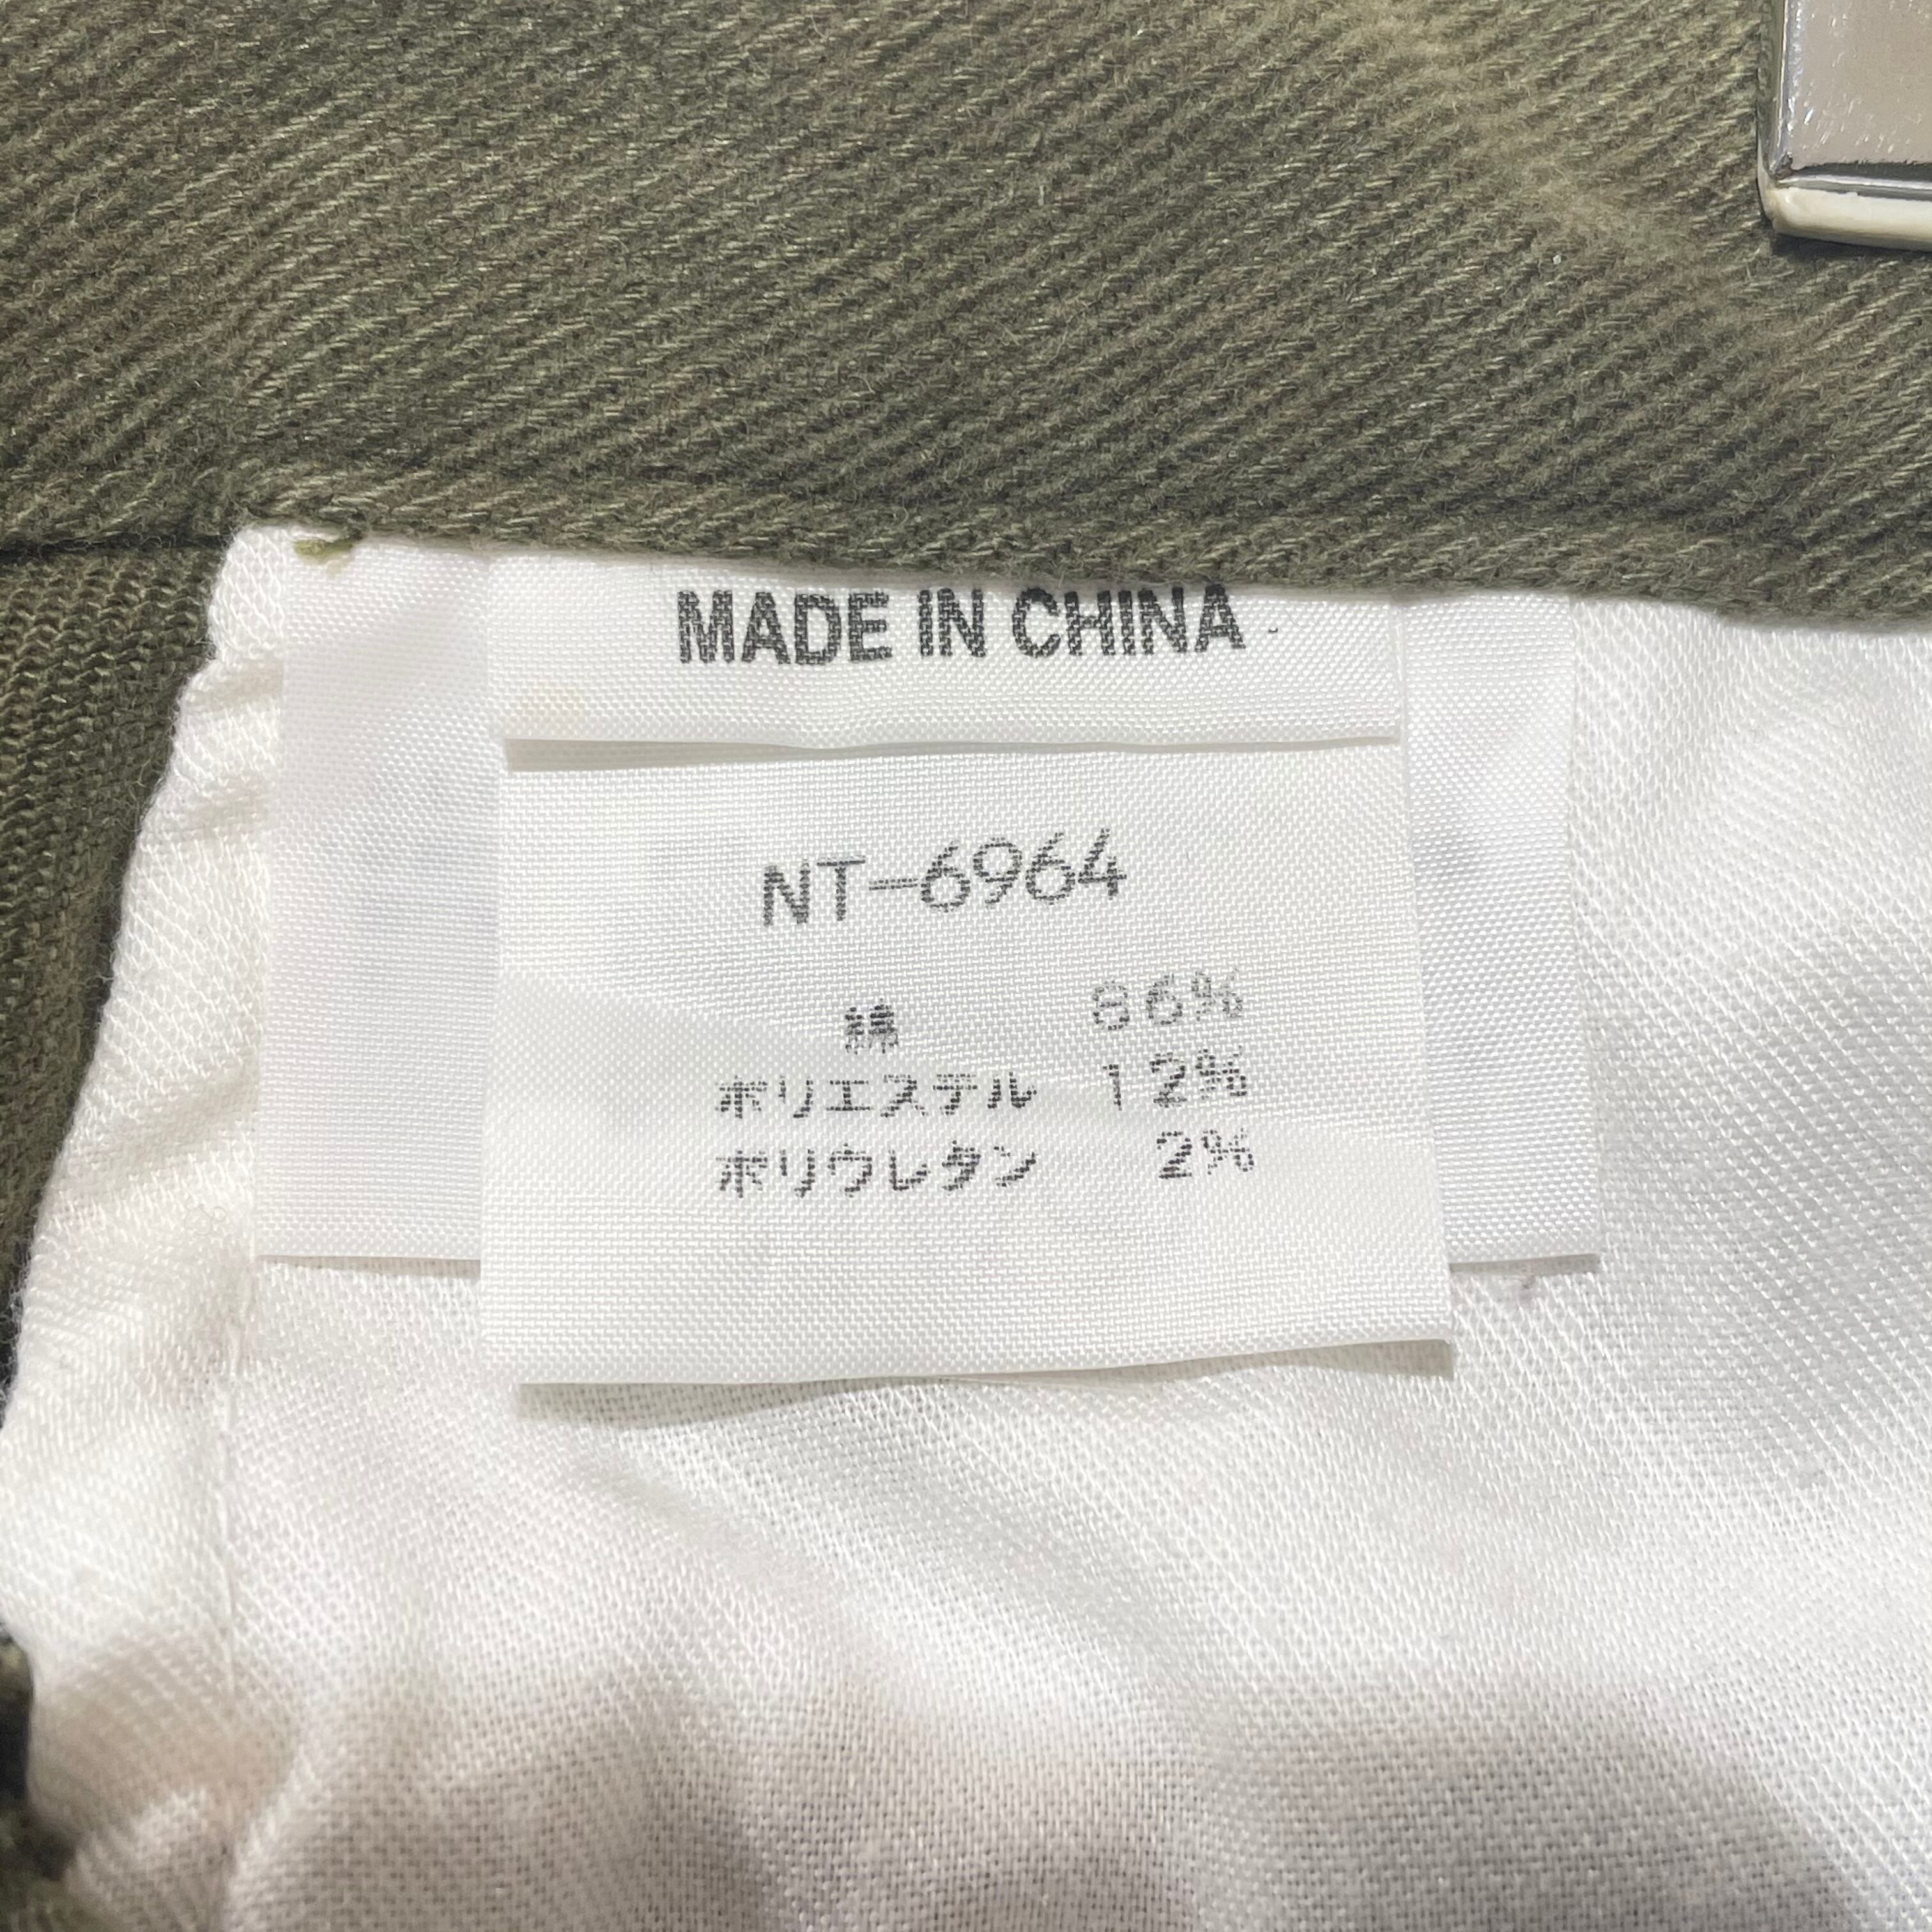 MADE IN CHINA
NT-6964
綿 86%
ポリエステル 12%
ポリウレタン 2%